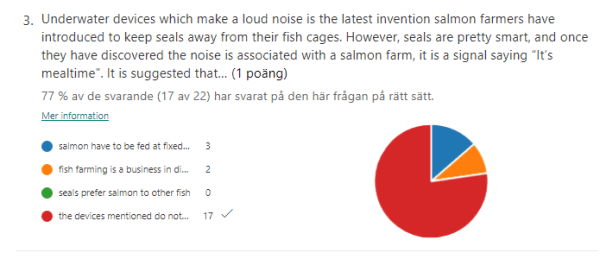 3. Underwater devices which make a loud noise is the latest invention salmon farmers have
introduced to keep seals away from their fish cages. However, seals are pretty smart, and once
they have discovered the noise is associated with a salmon farm, it is a signal saying "It's
mealtime". It is suggested that... (1 poäng)
77 % av de svarande (17 av 22) har svarat på den här frågan på rätt sätt.
Mer information
salmon have to be fed at fixed... 3
fish farming is a business in di... 2
seals prefer salmon to other fish 0
the devices mentioned do not... 17